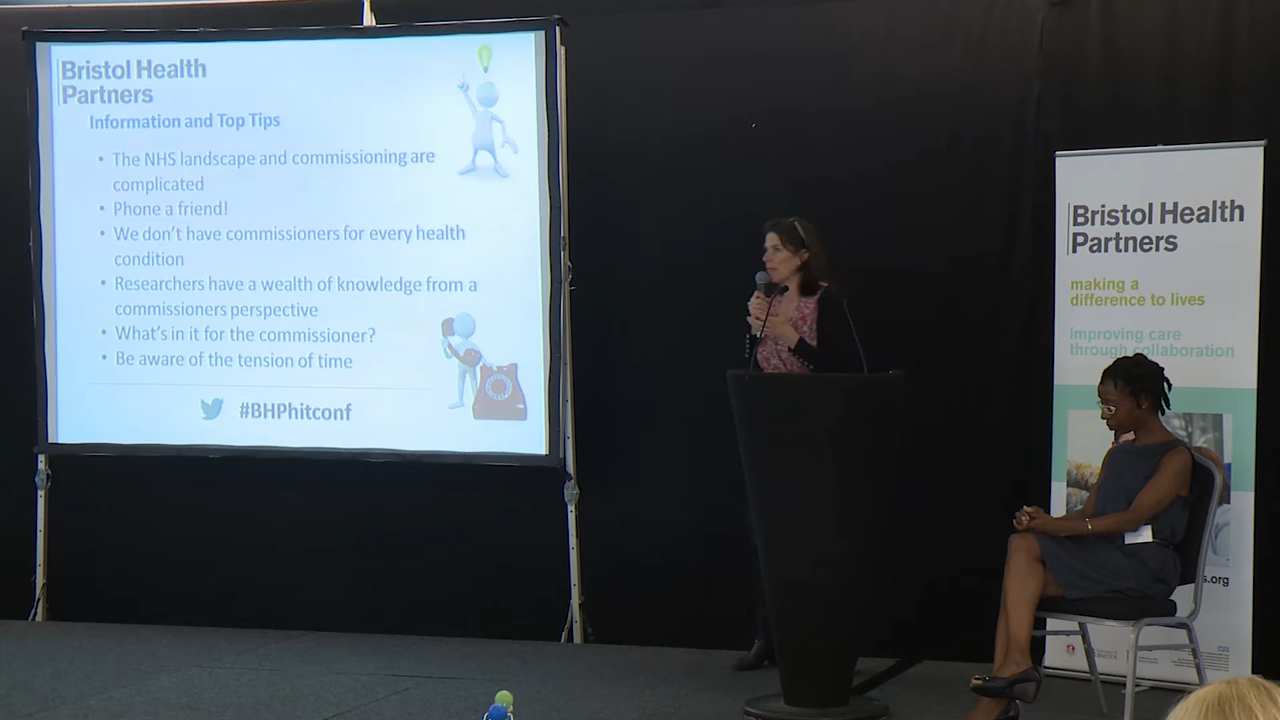 Bristol Health
Partners
Information and Top Tips
• The NHS landscape and commissioning are
complicated
• Phone a friend!
• We don't have commissioners for every health
condition
• Researchers have a wealth of knowledge from a
commissioners perspective
• What's in it for the commissioner?
• Be aware of the tension of time
#BHPhitconf
Bristol Health
Partners
making a
difference to lives
improving care
through collaboration
s.org